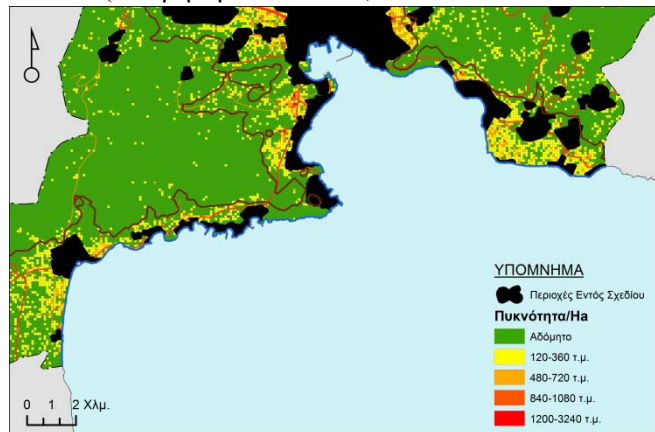 ΥΠΟΜΝΗΜΑ
Περιοχές Εντός Σχεδίου
Πυκνότητα/Ha
Αδόμητο
120-360 τ.μ.
480-720 τ.μ.
840-1080 τ.μ.
1200-3240 τ.μ.
0 1 2 Χλμ.